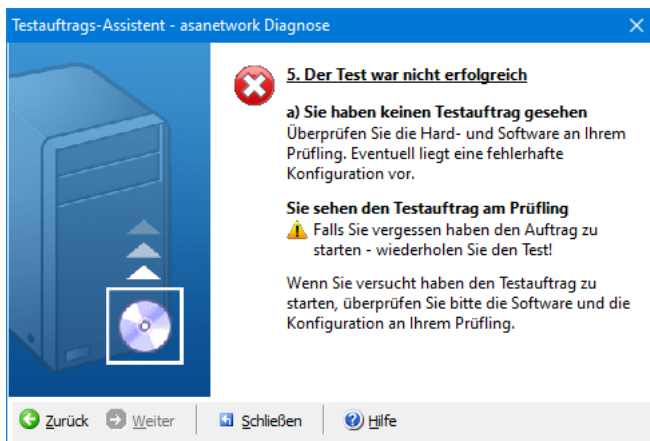 Testauftrags-Assistent - asanetwork Diagnose
5. Der Test war nicht erfolgreich
a) Sie haben keinen Testauftrag gesehen
Überprüfen Sie die Hard- und Software an Ihrem
Prüfling. Eventuell liegt eine fehlerhafte
Konfiguration vor.
Sie sehen den Testauftrag am Prüfling
Falls Sie vergessen haben den Auftrag zu
starten - wiederholen Sie den Test!
Wenn Sie versucht haben den Testauftrag zu
starten, überprüfen Sie bitte die Software und die
Konfiguration an Ihrem Prüfling.
Zurück Weiter Schließen Hilfe